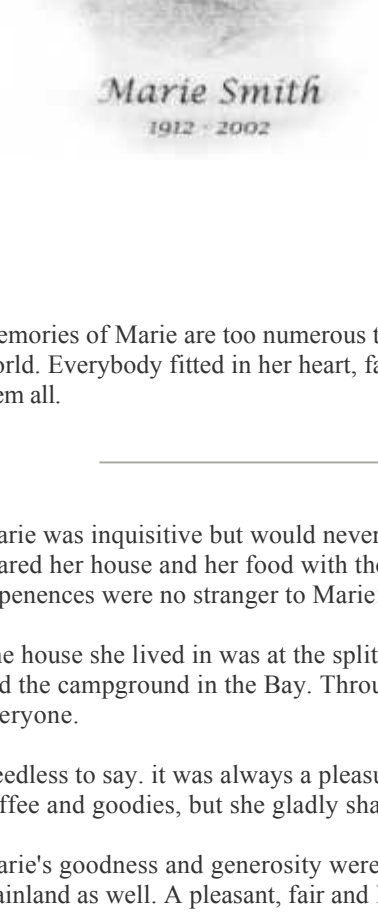 Marie Smith
1912 - 2002
emories of Marie are too numerous t
orld. Everybody fitted in her heart, fa
em all.
arie was inquisitive but would never
ared her house and her food with tho
penences were no stranger to Marie
ne house she lived in was at the split
d the campground in the Bay. Throu
eryone.
eedless to say. it was always a pleasu
ffee and goodies, but she gladly sha
arie's goodness and generosity were
ainland as well. A pleasant, fair and